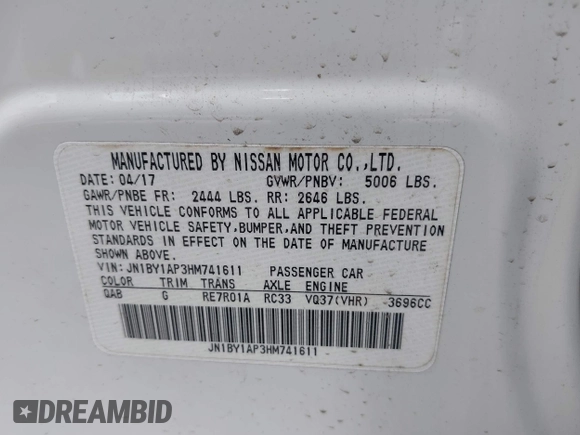 MANUFACTURED BY NISSAN MOTOR CO.,LTD.
DATE: 04/17 GVWR/PNBV: 5006 LBS.
GAWR/PNBE FR: 2444 LBS. RR: 2646 LBS.
THIS VEHICLE CONFORMS TO ALL APPLICABLE FEDERAL
MOTOR VEHICLE SAFETY,BUMPER,AND THEFT PREVENTION
STANDARDS IN EFFECT ON THE DATE OF MANUFACTURE
SHOWN ABOVE.
VIN: JN1BY1AP3HM741611 PASSENGER CAR
COLOR TRIM TRANS AXLE ENGINE
QAB G RE7R01A RC33 VQ37(VHR) -3696CC
JN1BY1AP3HM741611
DREAMBID